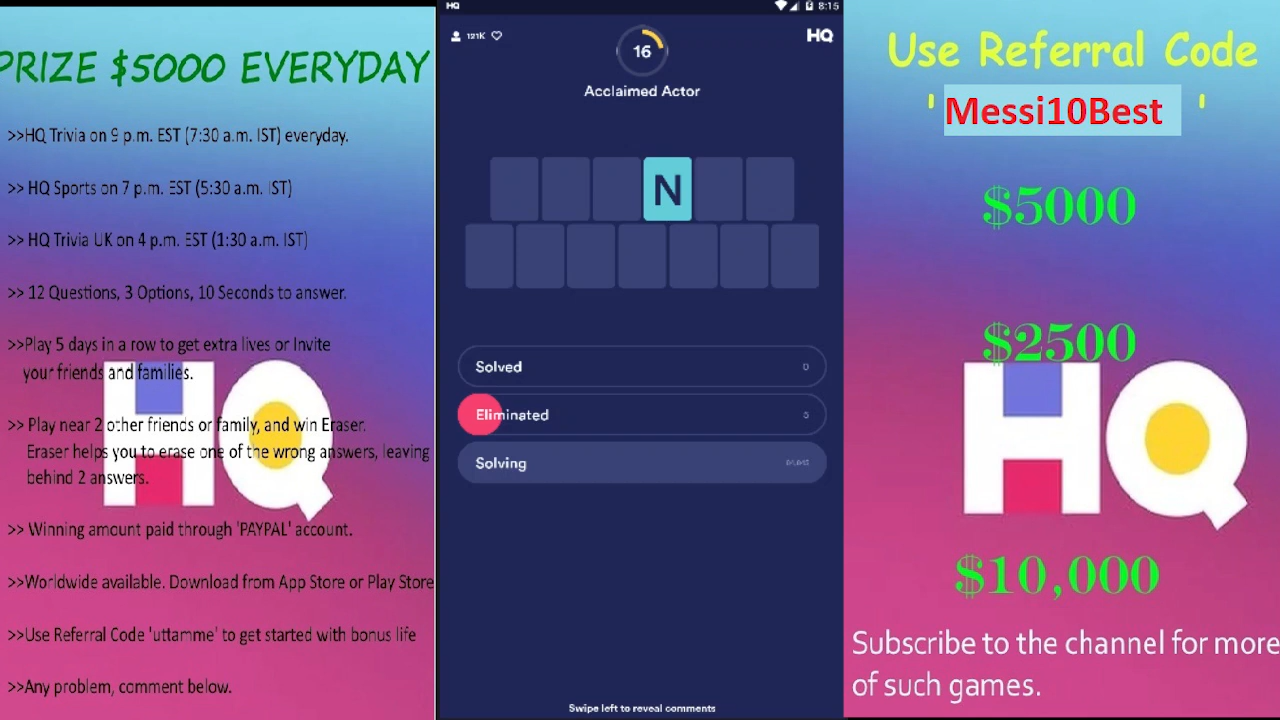 PRIZE $5000 EVERYDAY
>>HQ Trivia on 9 p.m. EST (7:30 a.m. IST) everyday.
>> HQ Sports on 7 p.m. EST (5:30 a.m. IST)
>> HQ Trivia UK on 4 p.m. EST (1:30 a.m. IST)
>> 12 Questions, 3 Options, 10 Seconds to answer.
>>Play 5 days in a row to get extra lives or Invite
your friends and families.
>> Play near 2 other friends or family, and win Eraser.
Eraser helps you to erase one of the wrong answers, leaving
behind 2 answers.
>> Winning amount paid through 'PAYPAL' account.
>>Worldwide available. Download from App Store or Play Store
>>Use Referral Code 'uttamme' to get started with bonus life
>>Any problem, comment below.
HQ
HQ
8:15
121K
16
HQ
Acclaimed Actor
N
Solved 0
Eliminated
Solving
Swipe left to reveal comments
Use Referral Code
' Messi10Best '
$5000
$2500
HQ
$10,000
Subscribe to the channel for more
of such games.